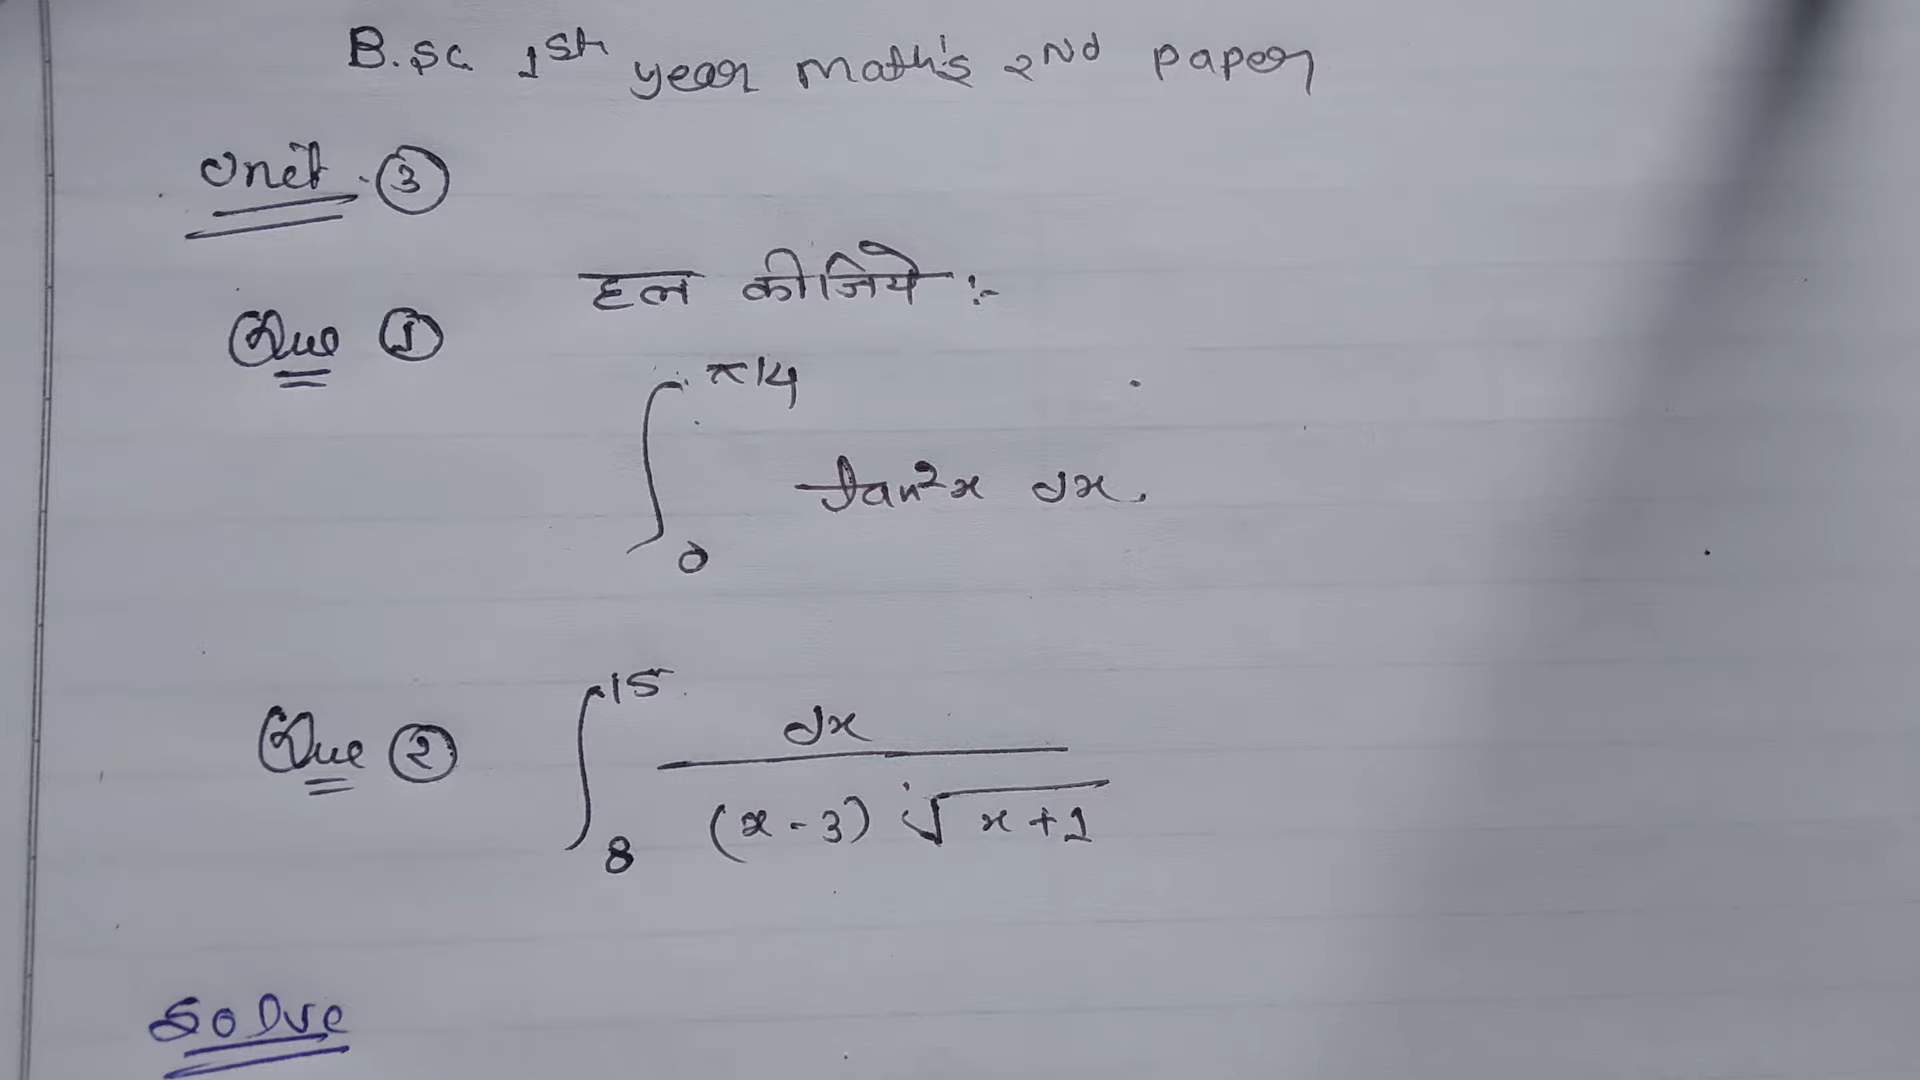 B.sc. 1st year math's 2nd paper
Unit - 3
हल कीजिये :-
Que 1
∫₀^π/4 tan²x dx.
Que 2 ∫₈^15 dx / (x-3) √x+1
Solve